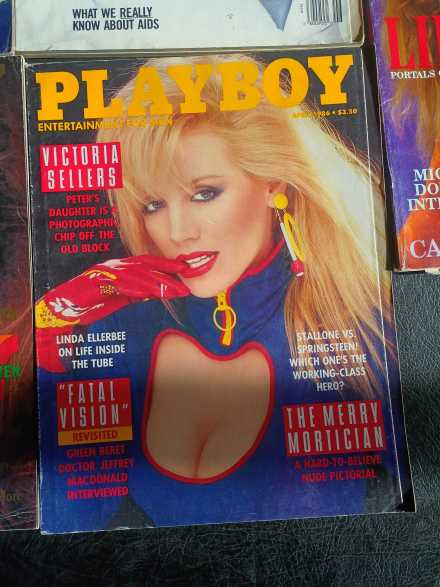 WHAT WE REALLY
KNOW ABOUT AIDS
PLAYBOY
ENTERTAINMENT FOR MEN
APRIL 1986 • $3.50
VICTORIA
SELLERS
PETER'S
DAUGHTER IS A
PHOTOGRAPHIC
CHIP OFF THE
OLD BLOCK
LINDA ELLERBEE
ON LIFE INSIDE
THE TUBE
STALLONE VS.
SPRINGSTEEN!
WHICH ONE'S THE
WORKING-CLASS
HERO?
"FATAL
VISION"
REVISITED
GREEN BERET
DOCTOR JEFFREY
MACDONALD
INTERVIEWED
THE MERRY
MORTICIAN
A HARD-TO-BELIEVE
NUDE PICTORIAL
PORTALS